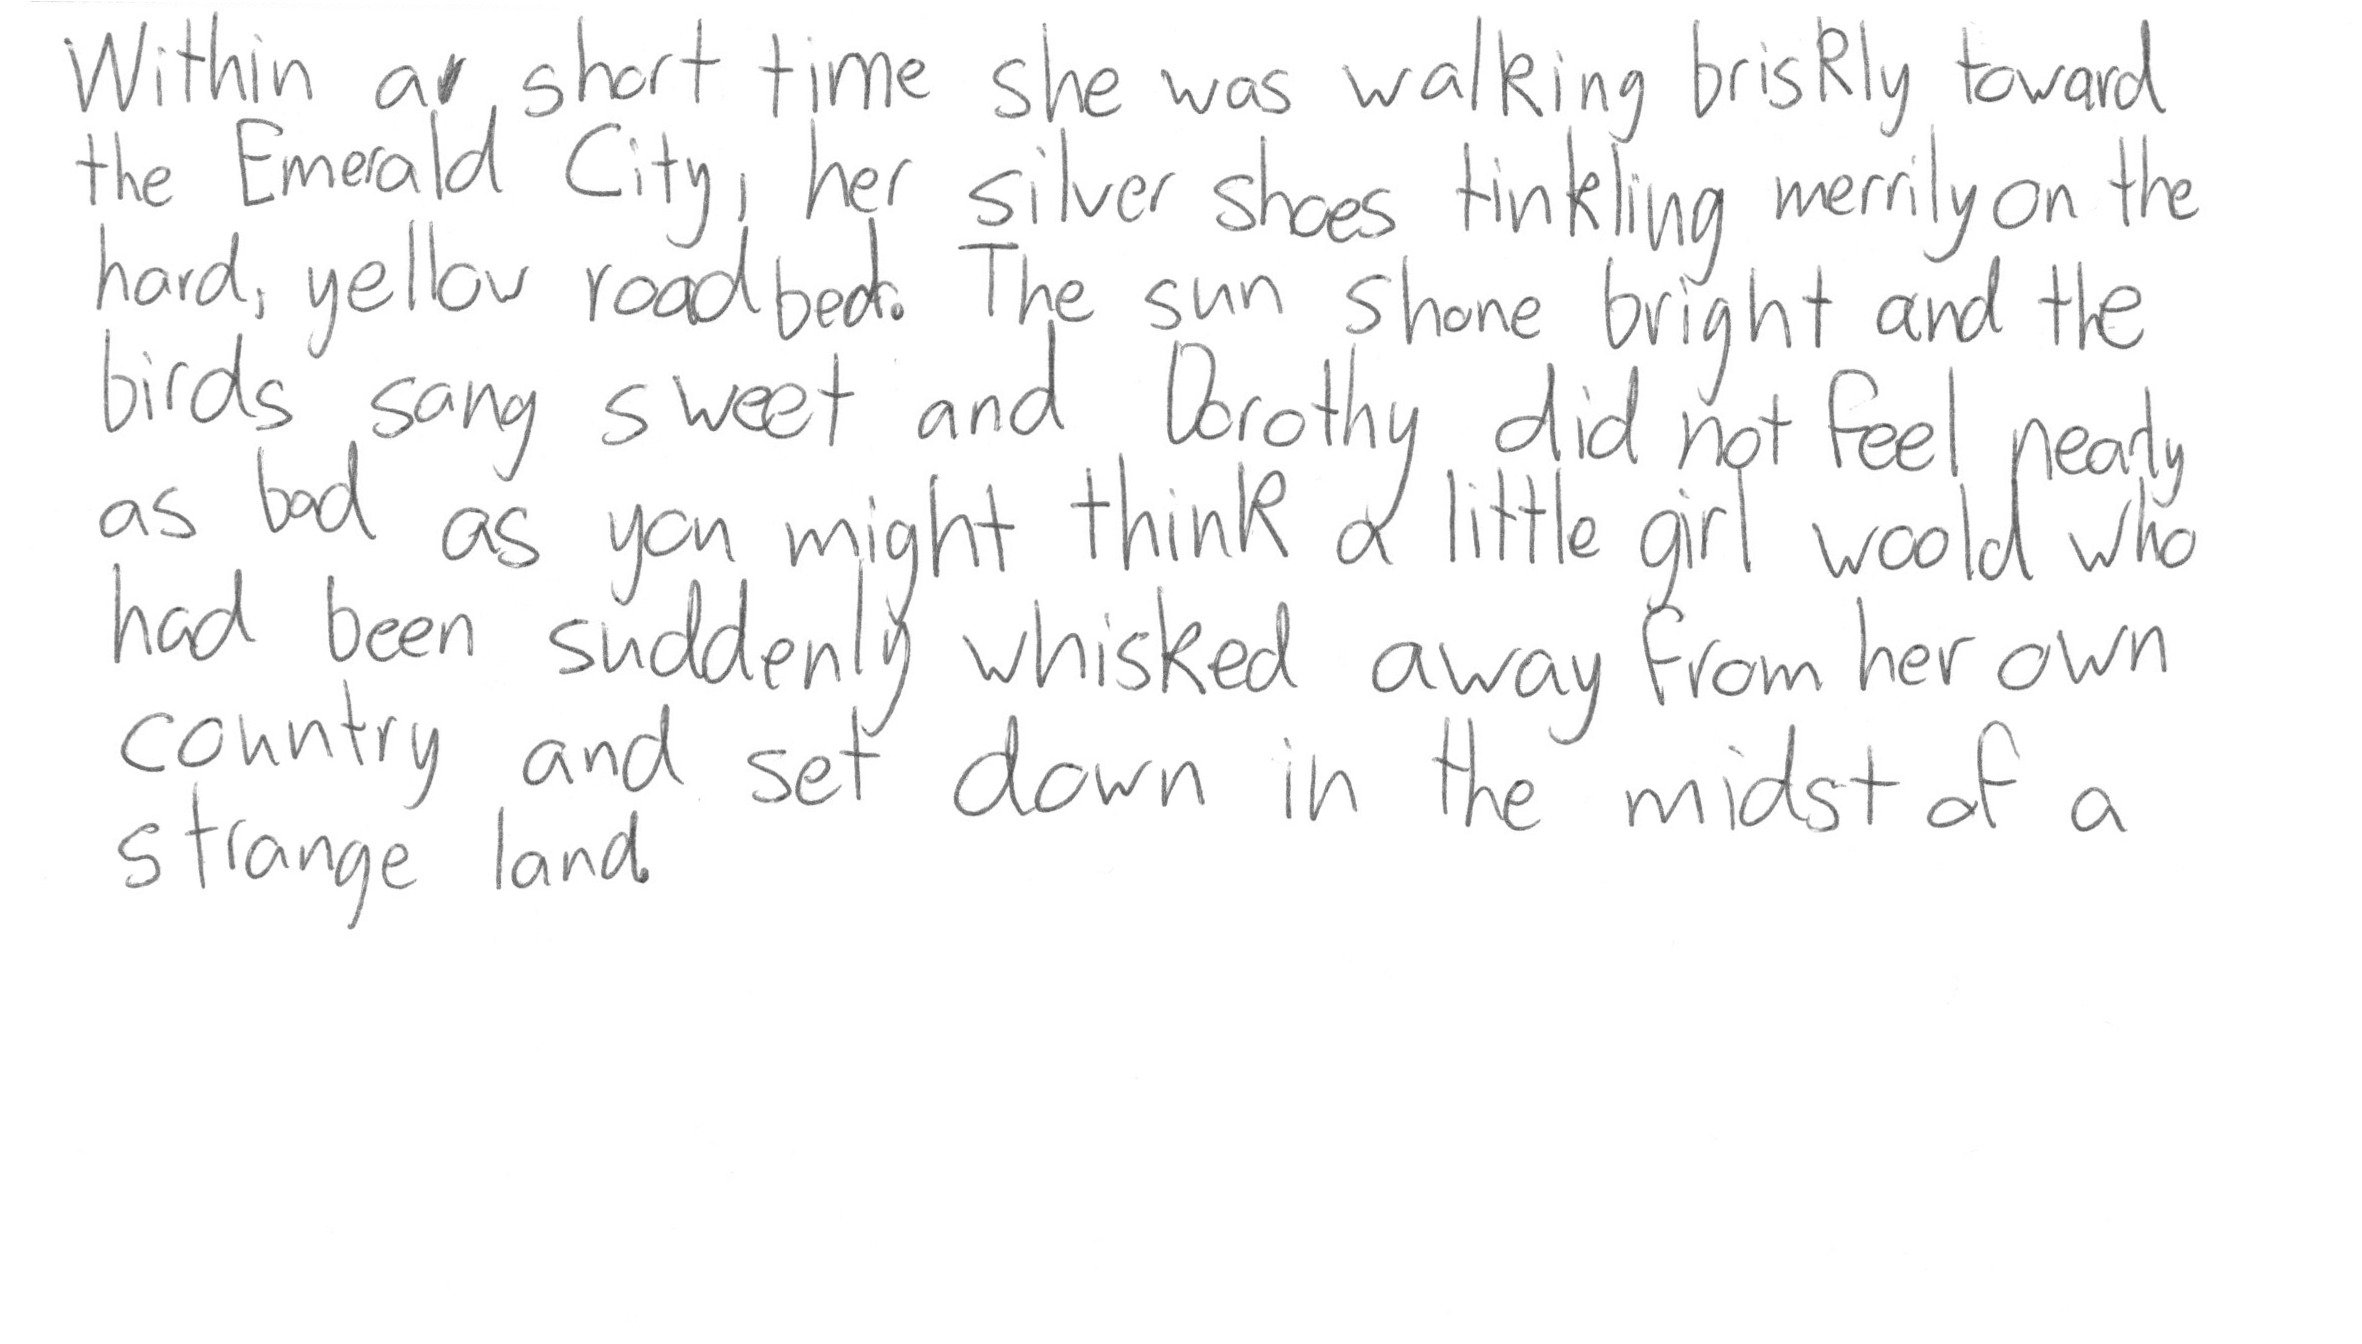 Within a short time she was walking briskly toward
the Emerald City, her silver shoes tinkling merrily on the
hard, yellow roadbed. The sun shone bright and the
birds sang sweet and Dorothy did not feel nearly
as bad as you might think a little girl woold who
had been suddenly whisked away from her own
country and set down in the midst of a
strange land.